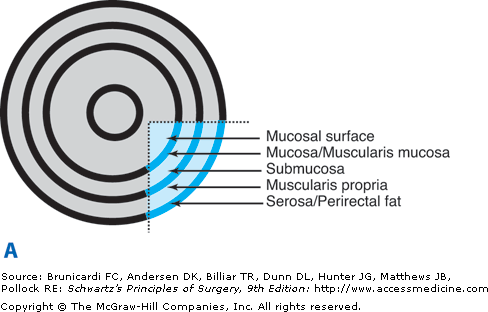 Mucosal surface
Mucosa/Muscularis mucosa
Submucosa
Muscularis propria
Serosa/Perirectal fat
A
Source: Brunicardi FC, Andersen DK, Billiar TR, Dunn DL, Hunter JG, Matthews JB,
Pollock RE: Schwartz's Principles of Surgery, 9th Edition: http://www.accessmedicine.com
Copyright © The McGraw-Hill Companies, Inc. All rights reserved.